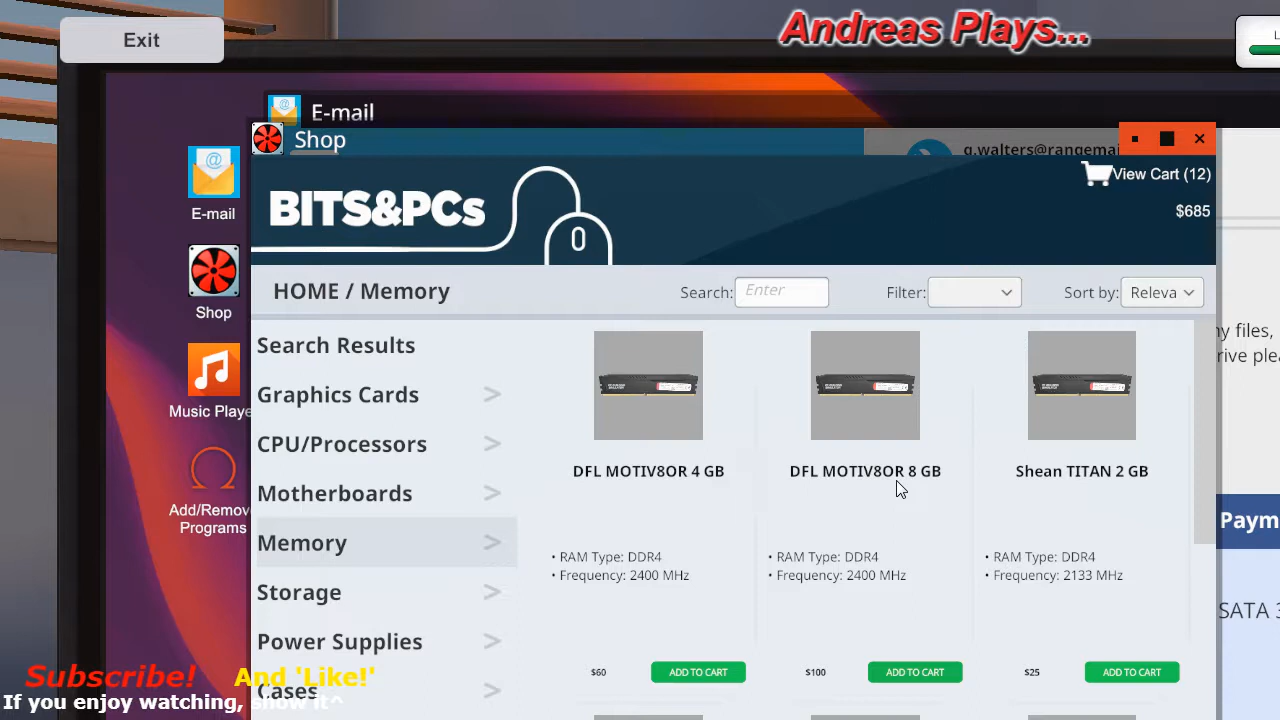 Exit
Andreas Plays...
E-mail
Shop
g.walters@rangemai
View Cart (12)
$685
BITS&PCs
HOME / Memory
Search:
Enter
Filter:
Sort by:
Releva
E-mail
Shop
Music Playe
Add/Remov
Programs
Search Results
Graphics Cards >
CPU/Processors >
Motherboards >
Memory >
Storage >
Power Supplies >
Cases >
DFL MOTIV8OR 4 GB
• RAM Type: DDR4
• Frequency: 2400 MHz
$60
ADD TO CART
DFL MOTIV8OR 8 GB
• RAM Type: DDR4
• Frequency: 2400 MHz
$100
ADD TO CART
Shean TITAN 2 GB
• RAM Type: DDR4
• Frequency: 2133 MHz
$25
ADD TO CART
ny files,
rive plea
Paym
SATA 3
Subscribe! And 'Like!'
If you enjoy watching, show it^